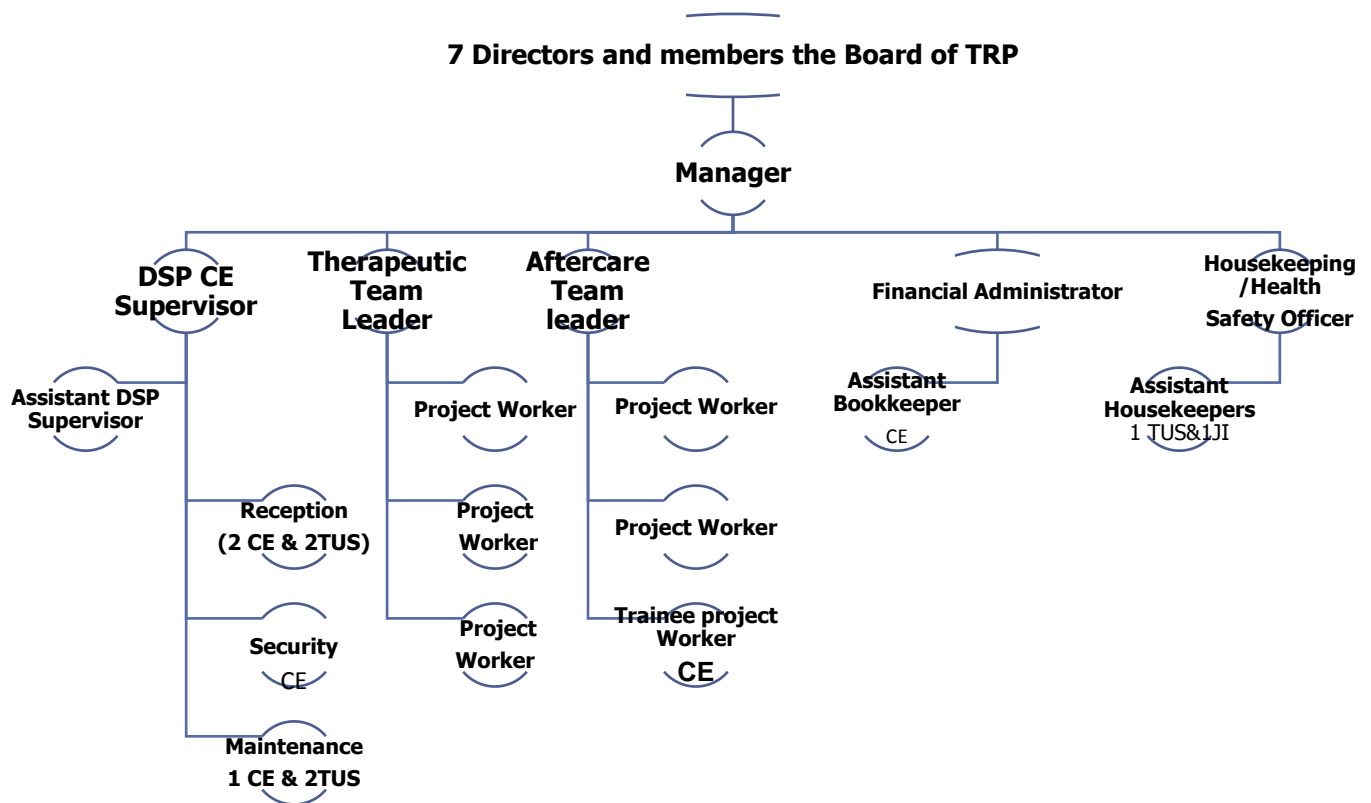 7 Directors and members the Board of TRP
Manager
DSP CE
Supervisor
Therapeutic
Team
Leader
Aftercare
Team
leader
Financial Administrator
Housekeeping
/Health
Safety Officer
Assistant DSP
Supervisor
Project Worker
Project Worker
Assistant
Bookkeeper
CE
Assistant
Housekeepers
1 TUS&1JI
Reception
(2 CE & 2TUS)
Project
Worker
Project Worker
Security
CE
Project
Worker
Trainee project
Worker
CE
Maintenance
1 CE & 2TUS